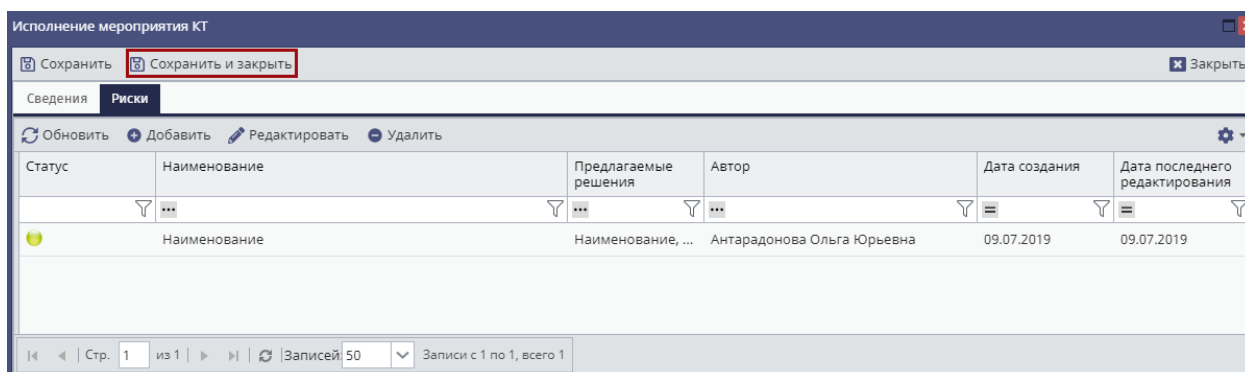 Исполнение мероприятия КТ
Сохранить Сохранить и закрыть Закрыть
Сведения Риски
Обновить Добавить Редактировать Удалить
Статус Наименование Предлагаемые решения Автор Дата создания Дата последнего редактирования
... ... ... = =
Наименование Наименование, ... Антарадонова Ольга Юрьевна 09.07.2019 09.07.2019
Стр. 1 из 1 Записей: 50 Записи с 1 по 1, всего 1